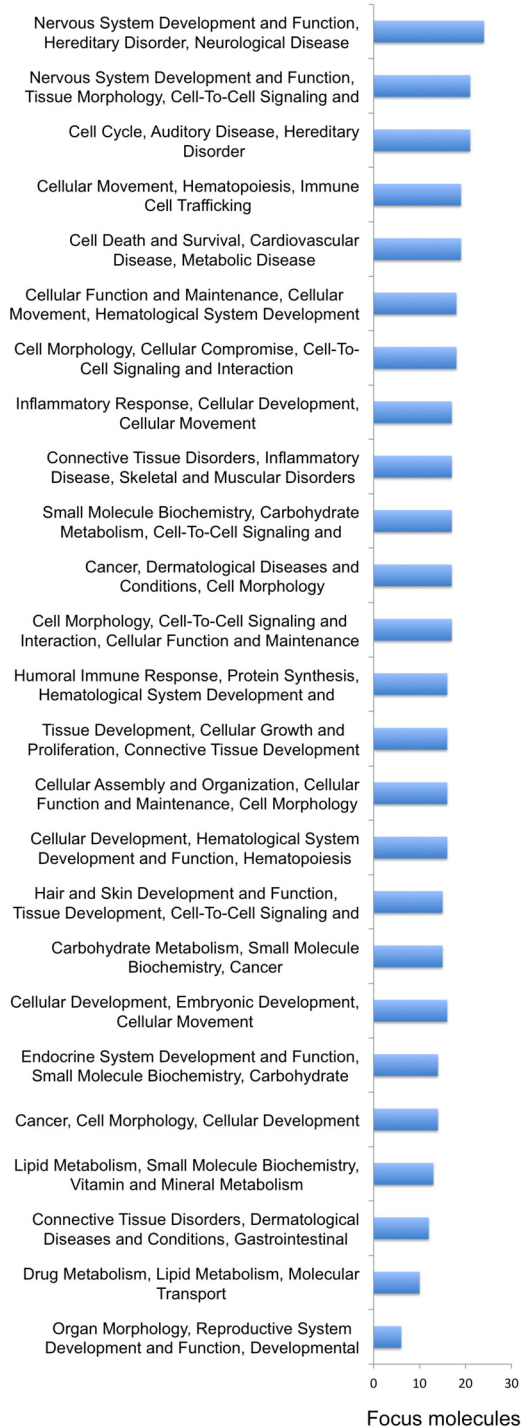 Nervous System Development and Function,
Hereditary Disorder, Neurological Disease
Nervous System Development and Function,
Tissue Morphology, Cell-To-Cell Signaling and
Cell Cycle, Auditory Disease, Hereditary
Disorder
Cellular Movement, Hematopoiesis, Immune
Cell Trafficking
Cell Death and Survival, Cardiovascular
Disease, Metabolic Disease
Cellular Function and Maintenance, Cellular
Movement, Hematological System Development
Cell Morphology, Cellular Compromise, Cell-To-
Cell Signaling and Interaction
Inflammatory Response, Cellular Development,
Cellular Movement
Connective Tissue Disorders, Inflammatory
Disease, Skeletal and Muscular Disorders
Small Molecule Biochemistry, Carbohydrate
Metabolism, Cell-To-Cell Signaling and
Cancer, Dermatological Diseases and
Conditions, Cell Morphology
Cell Morphology, Cell-To-Cell Signaling and
Interaction, Cellular Function and Maintenance
Humoral Immune Response, Protein Synthesis,
Hematological System Development and
Tissue Development, Cellular Growth and
Proliferation, Connective Tissue Development
Cellular Assembly and Organization, Cellular
Function and Maintenance, Cell Morphology
Cellular Development, Hematological System
Development and Function, Hematopoiesis
Hair and Skin Development and Function,
Tissue Development, Cell-To-Cell Signaling and
Carbohydrate Metabolism, Small Molecule
Biochemistry, Cancer
Cellular Development, Embryonic Development,
Cellular Movement
Endocrine System Development and Function,
Small Molecule Biochemistry, Carbohydrate
Cancer, Cell Morphology, Cellular Development
Lipid Metabolism, Small Molecule Biochemistry,
Vitamin and Mineral Metabolism
Connective Tissue Disorders, Dermatological
Diseases and Conditions, Gastrointestinal
Drug Metabolism, Lipid Metabolism, Molecular
Transport
Organ Morphology, Reproductive System
Development and Function, Developmental
0 10 20 30
Focus molecules